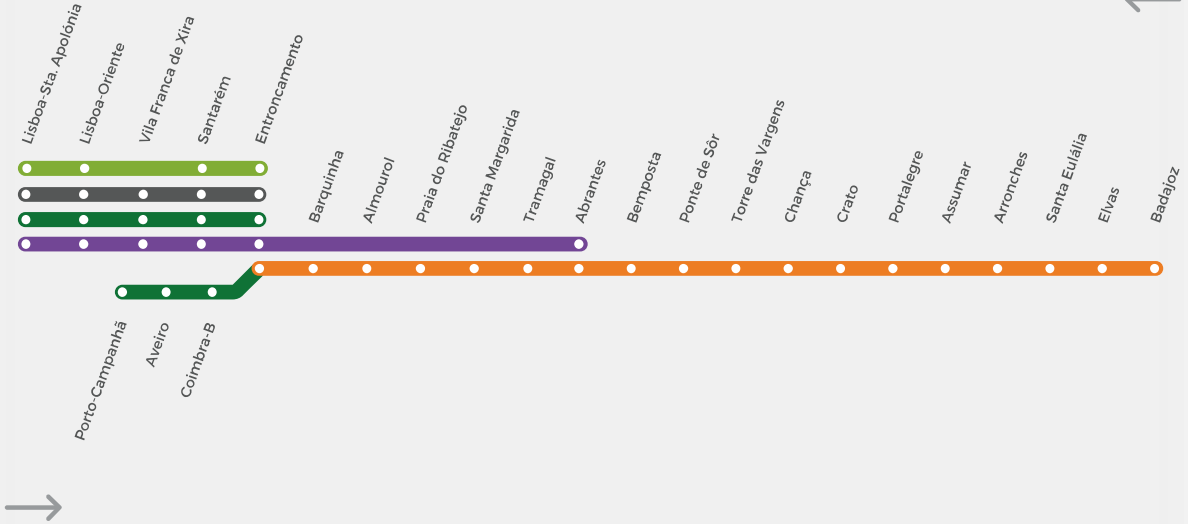 Lisboa-Sta. Apolónia
Lisboa-Oriente
Vila Franca de Xira
Santarém
Entroncamento
Barquinha
Almourol
Praia do Ribatejo
Santa Margarida
Tramagal
Abrantes
Bemposta
Ponte de Sôr
Torre das Vargens
Chança
Crato
Portalegre
Assumar
Arronches
Santa Eulália
Elvas
Badajoz
Porto-Campanhã
Aveiro
Coimbra-B